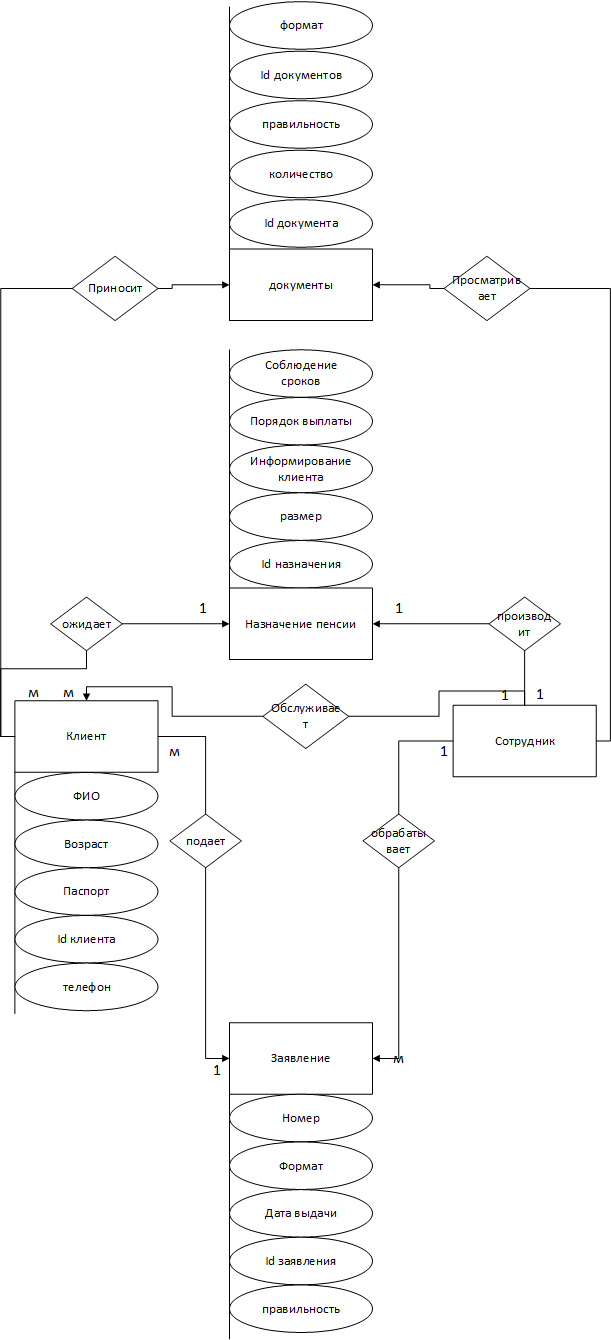 формат
Id документов
правильность
количество
Id документа
Приносит
документы
Просматрив
ает
Соблюдение
сроков
Порядок выплаты
Информирование
клиента
размер
Id назначения
ожидает
1
Назначение пенсии
1
производ
ит
м
м
Обслуживае
т
1
1
Клиент
Сотрудник
м
1
ФИО
Возраст
Паспорт
Id клиента
телефон
подает
обрабаты
вает
Заявление
1
м
Номер
Формат
Дата выдачи
Id заявления
правильность